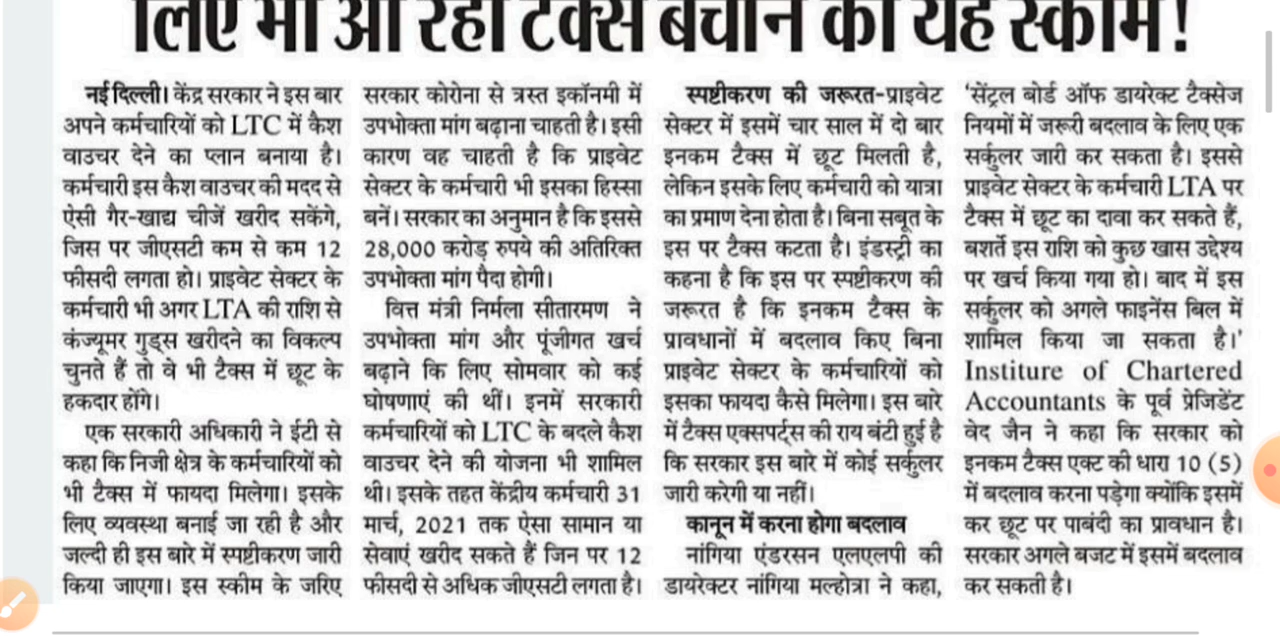 लिए भी आ रही टैक्स बचाने की यह स्कीम!
नई दिल्ली। केंद्र सरकार ने इस बार
अपने कर्मचारियों को LTC में कैश
वाउचर देने का प्लान बनाया है।
कर्मचारी इस कैश वाउचर की मदद से
ऐसी गैर-खाद्य चीजें खरीद सकेंगे,
जिस पर जीएसटी कम से कम 12
फीसदी लगता हो। प्राइवेट सेक्टर के
कर्मचारी भी अगर LTA की राशि से
कंज्यूमर गुड्स खरीदने का विकल्प
चुनते हैं तो वे भी टैक्स में छूट के
हकदार होंगे।
एक सरकारी अधिकारी ने ईटी से
कहा कि निजी क्षेत्र के कर्मचारियों को
भी टैक्स में फायदा मिलेगा। इसके
लिए व्यवस्था बनाई जा रही है और
जल्दी ही इस बारे में स्पष्टीकरण जारी
किया जाएगा। इस स्कीम के जरिए
सरकार कोरोना से त्रस्त इकॉनमी में
उपभोक्ता मांग बढ़ाना चाहती है। इसी
कारण वह चाहती है कि प्राइवेट
सेक्टर के कर्मचारी भी इसका हिस्सा
बनें। सरकार का अनुमान है कि इससे
28,000 करोड़ रुपये की अतिरिक्त
उपभोक्ता मांग पैदा होगी।
वित्त मंत्री निर्मला सीतारमण ने
उपभोक्ता मांग और पूंजीगत खर्च
बढ़ाने कि लिए सोमवार को कई
घोषणाएं की थीं। इनमें सरकारी
कर्मचारियों को LTC के बदले कैश
वाउचर देने की योजना भी शामिल
थी। इसके तहत केंद्रीय कर्मचारी 31
मार्च, 2021 तक ऐसा सामान या
सेवाएं खरीद सकते हैं जिन पर 12
फीसदी से अधिक जीएसटी लगता है।
स्पष्टीकरण की जरूरत-प्राइवेट
सेक्टर में इसमें चार साल में दो बार
इनकम टैक्स में छूट मिलती है,
लेकिन इसके लिए कर्मचारी को यात्रा
का प्रमाण देना होता है। बिना सबूत के
इस पर टैक्स कटता है। इंडस्ट्री का
कहना है कि इस पर स्पष्टीकरण की
जरूरत है कि इनकम टैक्स के
प्रावधानों में बदलाव किए बिना
प्राइवेट सेक्टर के कर्मचारियों को
इसका फायदा कैसे मिलेगा। इस बारे
में टैक्स एक्सपर्ट्स की राय बंटी हुई है
कि सरकार इस बारे में कोई सर्कुलर
जारी करेगी या नहीं।
कानून में करना होगा बदलाव
नांगिया एंडरसन एलएलपी की
डायरेक्टर नांगिया मल्होत्रा ने कहा,
‘सेंट्रल बोर्ड ऑफ डायरेक्ट टैक्सेज
नियमों में जरूरी बदलाव के लिए एक
सर्कुलर जारी कर सकता है। इससे
प्राइवेट सेक्टर के कर्मचारी LTA पर
टैक्स में छूट का दावा कर सकते हैं,
बशर्ते इस राशि को कुछ खास उद्देश्य
पर खर्च किया गया हो। बाद में इस
सर्कुलर को अगले फाइनेंस बिल में
शामिल किया जा सकता है।’
Institure of Chartered
Accountants के पूर्व प्रेजिडेंट
वेद जैन ने कहा कि सरकार को
इनकम टैक्स एक्ट की धारा 10 (5)
में बदलाव करना पड़ेगा क्योंकि इसमें
कर छूट पर पाबंदी का प्रावधान है।
सरकार अगले बजट में इसमें बदलाव
कर सकती है।